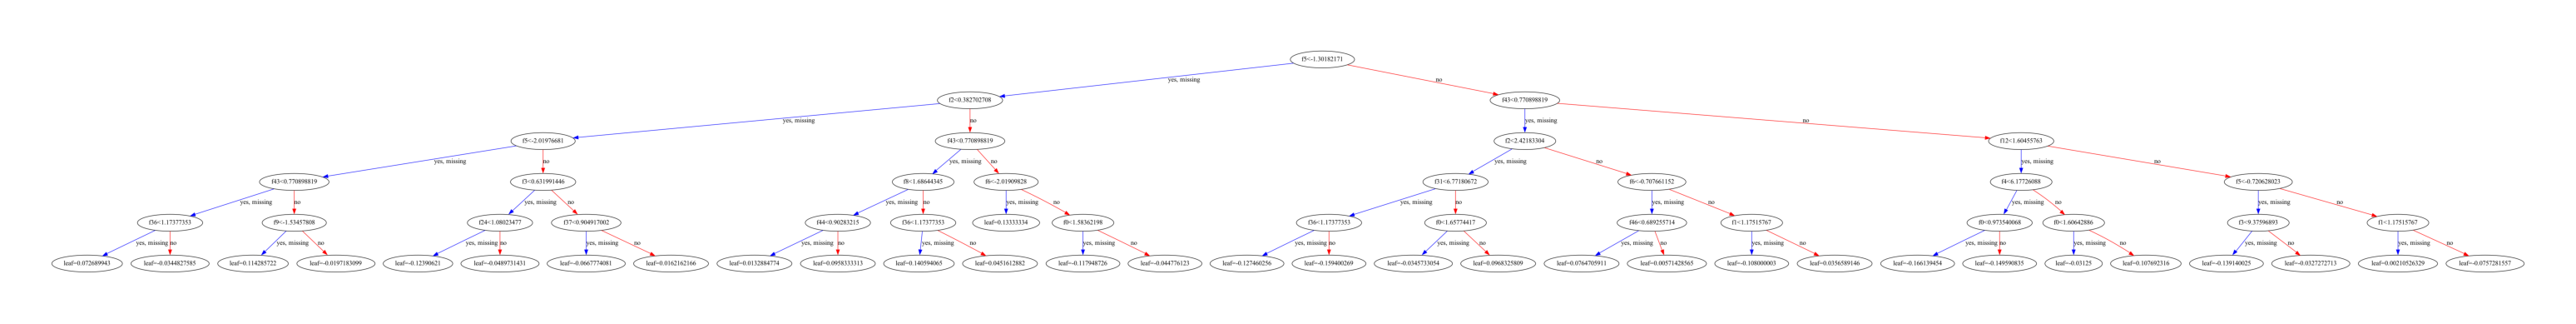 f5<-1.30182171
yes, missing
no
f2<0.382702708
f43<0.770898819
yes, missing
no
yes, missing
no
f5<-2.01976681
f43<0.770898819
f2<2.42183304
f12<1.60455763
yes, missing
no
yes, missing
no
yes, missing
no
yes, missing
no
f43<0.770898819
f3<0.631991446
f8<1.68644345
f6<-2.01909828
f31<6.77180672
f6<-0.707661152
f4<6.17726088
f5<-0.720628023
yes, missing
no
yes, missing
no
yes, missing
no
yes, missing
no
yes, missing
no
yes, missing
no
yes, missing
no
yes, missing
no
f36<1.17377353
f9<-1.53457808
f24<1.08023477
f37<0.904917002
f44<0.90283215
f36<1.17377353
leaf=0.13333334
f0<1.58362198
f36<1.17377353
f0<1.65774417
f46<0.689255714
f1<1.17515767
f0<0.973540068
f0<1.60642886
f3<9.37596893
f1<1.17515767
yes, missing
no
yes, missing
no
yes, missing
no
yes, missing
no
yes, missing
no
yes, missing
no
yes, missing
no
yes, missing
no
yes, missing
no
yes, missing
no
yes, missing
no
yes, missing
no
yes, missing
no
yes, missing
no
yes, missing
no
leaf=0.072689943
leaf=-0.0344827585
leaf=0.114285722
leaf=-0.0197183099
leaf=-0.12390621
leaf=-0.0489731431
leaf=-0.0667774081
leaf=0.0162162166
leaf=0.0132884774
leaf=0.0958333313
leaf=0.140594065
leaf=0.0451612882
leaf=-0.117948726
leaf=-0.044776123
leaf=-0.127460256
leaf=-0.159400269
leaf=-0.0345733054
leaf=0.0968325809
leaf=0.0764705911
leaf=0.00571428565
leaf=-0.108000003
leaf=0.0356589146
leaf=-0.166139454
leaf=-0.149590835
leaf=-0.03125
leaf=0.107692316
leaf=-0.139140025
leaf=-0.0327272713
leaf=0.00210526329
leaf=-0.0757281557